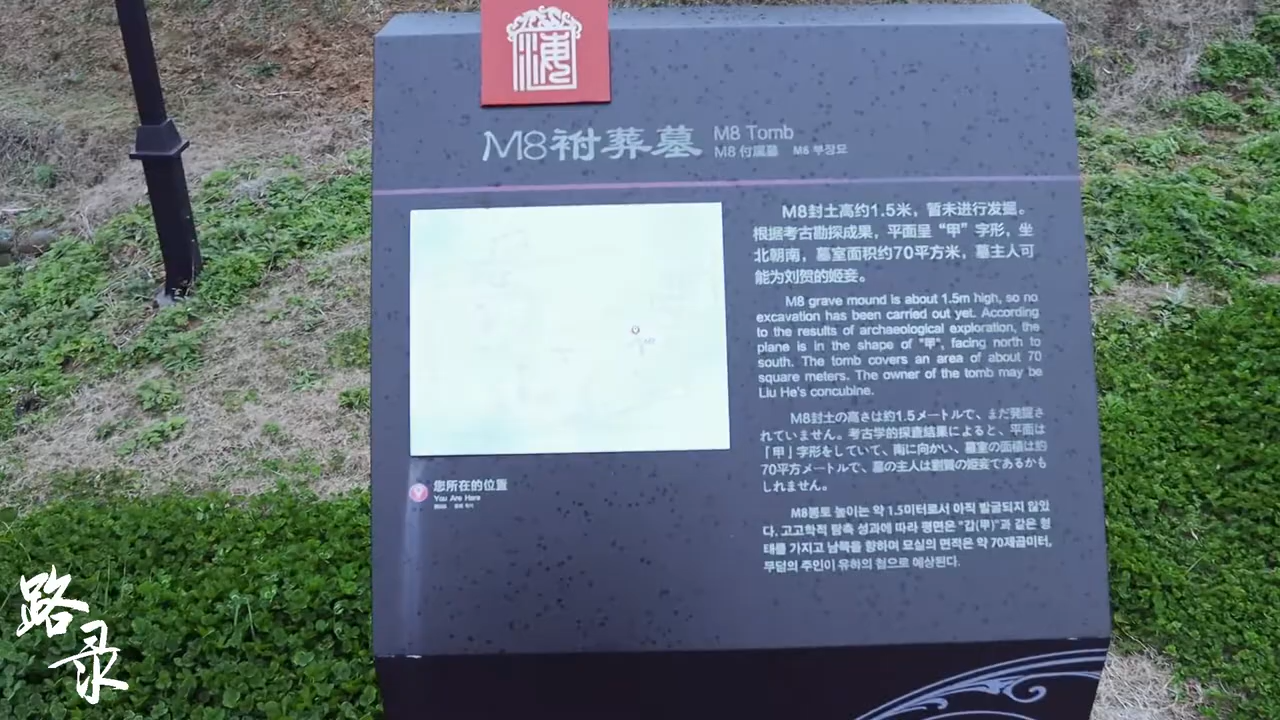 海
M8祔葬墓
M8 Tomb
M8 付属墓 M8 부장묘
M8封土高约1.5米，暂未进行发掘。
根据考古勘探成果，平面呈“甲”字形，坐
北朝南，墓室面积约70平方米，墓主人可
能为刘贺的姬妾。
M8 grave mound is about 1.5m high, so no
excavation has been carried out yet. According
to the results of archaeological exploration, the
plane is in the shape of "甲", facing north to
south. The tomb covers an area of about 70
square meters. The owner of the tomb may be
Liu He's concubine.
M8封土の高さは約1.5メートルで、まだ発掘さ
れていません。考古学的探査結果によると、平面は
「甲」字形をしていて、南に向かい、墓室の面積は約
70平方メートルで、墓の主人は劉賀の姫妾であるかも
しれません。
M8봉토 높이는 약 1.5미터로서 아직 발굴되지 않았
다. 고고학적 탐측 성과에 따라 평면은 "갑(甲)"과 같은 형
태를 가지고 남쪽을 향하며 묘실의 면적은 약 70제곱미터,
무덤의 주인이 유하의 첩으로 예상된다.
您所在的位置
You Are Here
路
录